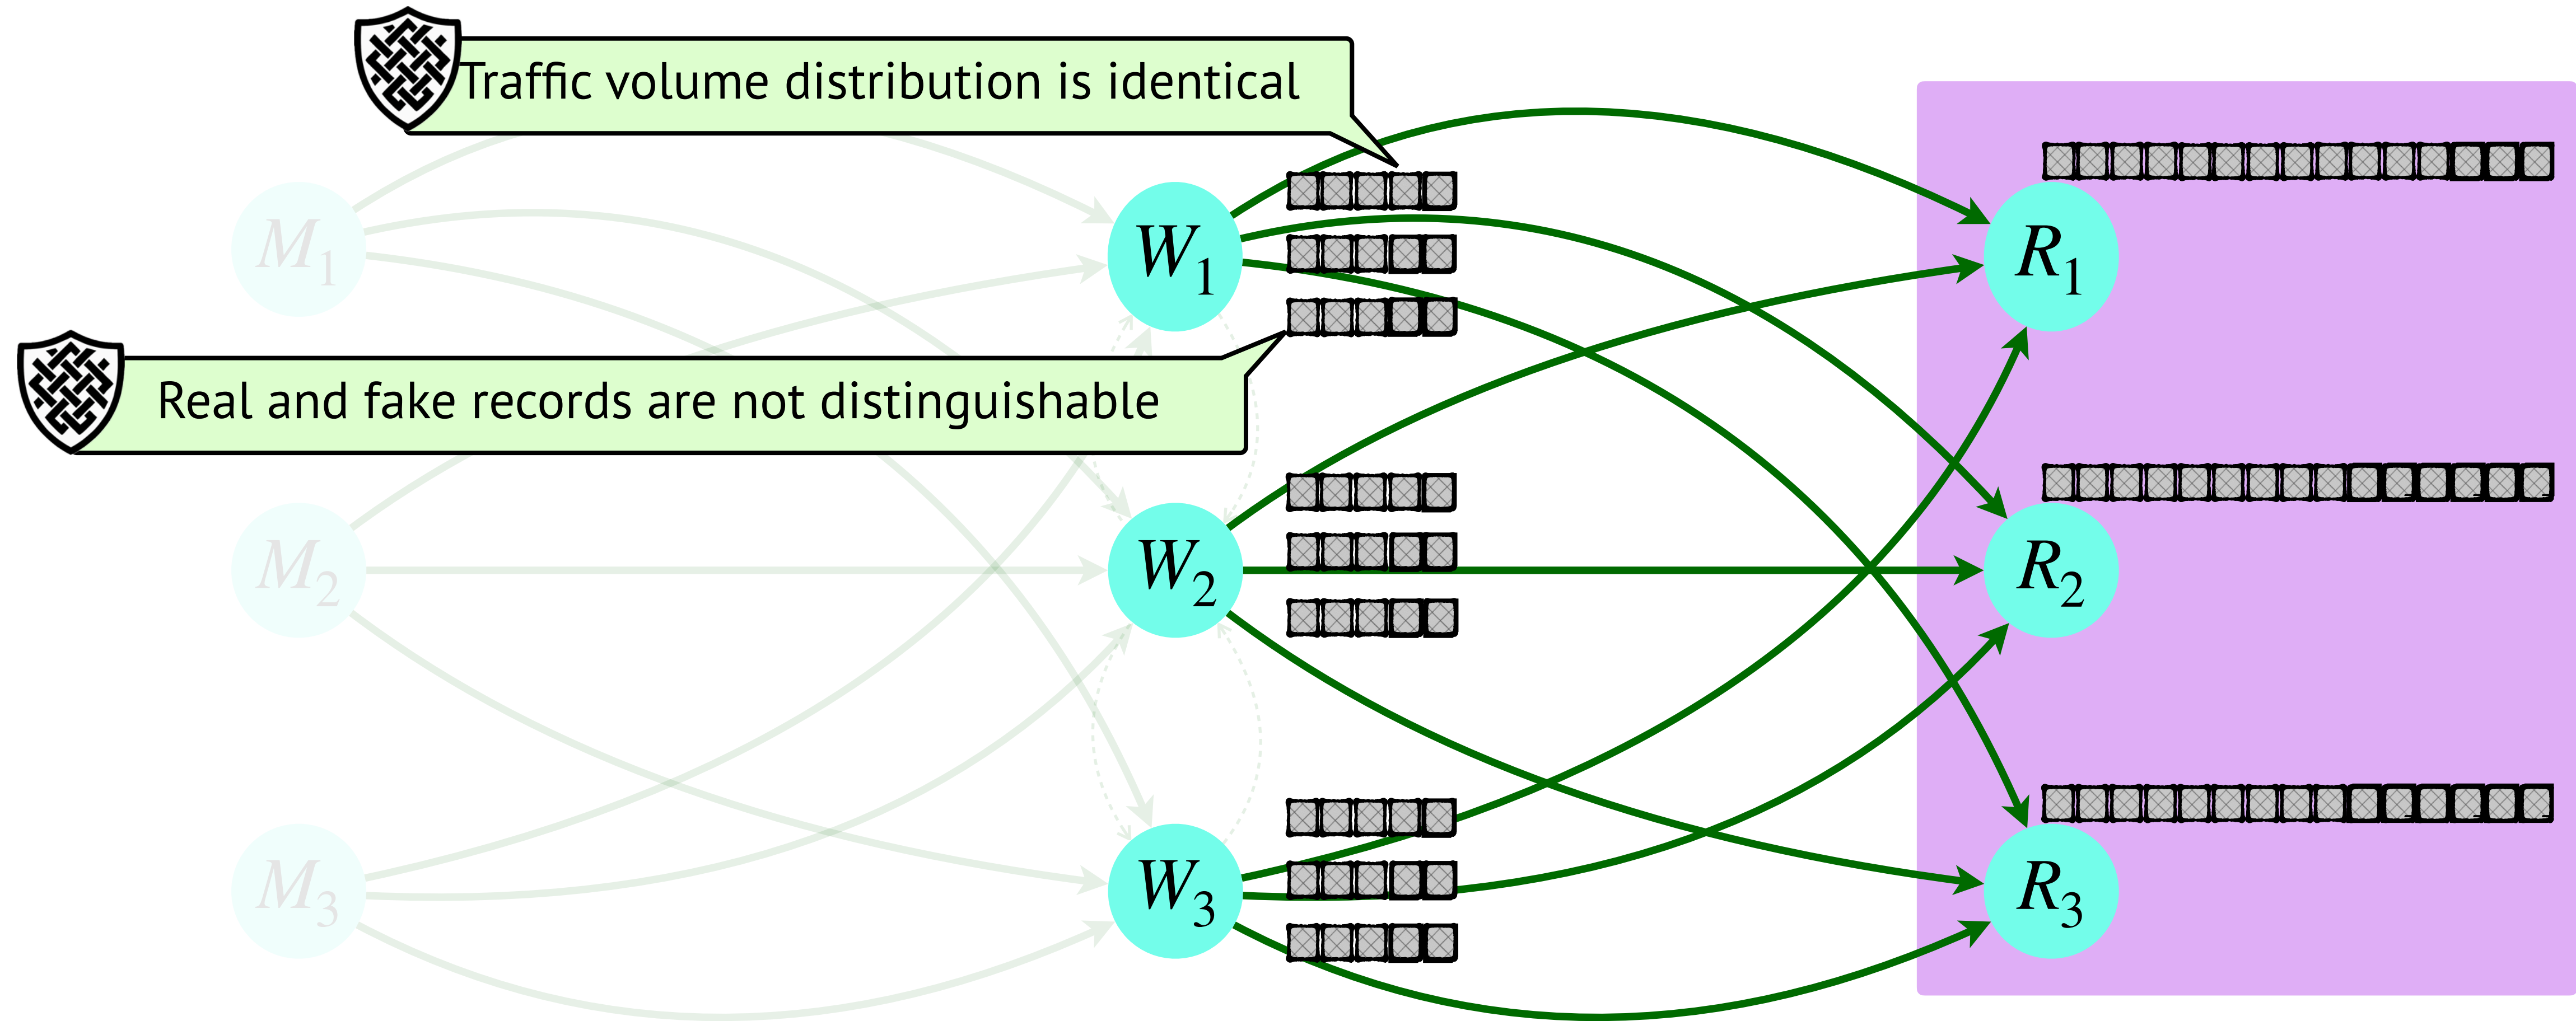 Traffic volume distribution is identical
M1
W1
R1
Real and fake records are not distinguishable
M2
W2
R2
M3
W3
R3